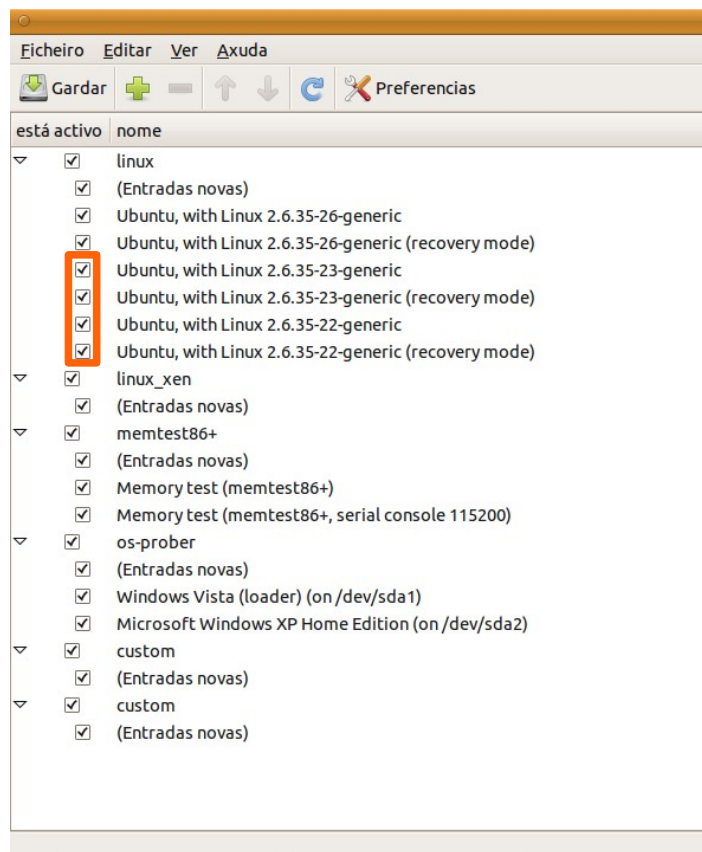 Ficheiro Editar Ver Axuda
Gardar Preferencias
está activo nome
linux
(Entradas novas)
Ubuntu, with Linux 2.6.35-26-generic
Ubuntu, with Linux 2.6.35-26-generic (recovery mode)
Ubuntu, with Linux 2.6.35-23-generic
Ubuntu, with Linux 2.6.35-23-generic (recovery mode)
Ubuntu, with Linux 2.6.35-22-generic
Ubuntu, with Linux 2.6.35-22-generic (recovery mode)
linux_xen
(Entradas novas)
memtest86+
(Entradas novas)
Memory test (memtest86+)
Memory test (memtest86+, serial console 115200)
os-prober
(Entradas novas)
Windows Vista (loader) (on /dev/sda1)
Microsoft Windows XP Home Edition (on /dev/sda2)
custom
(Entradas novas)
custom
(Entradas novas)